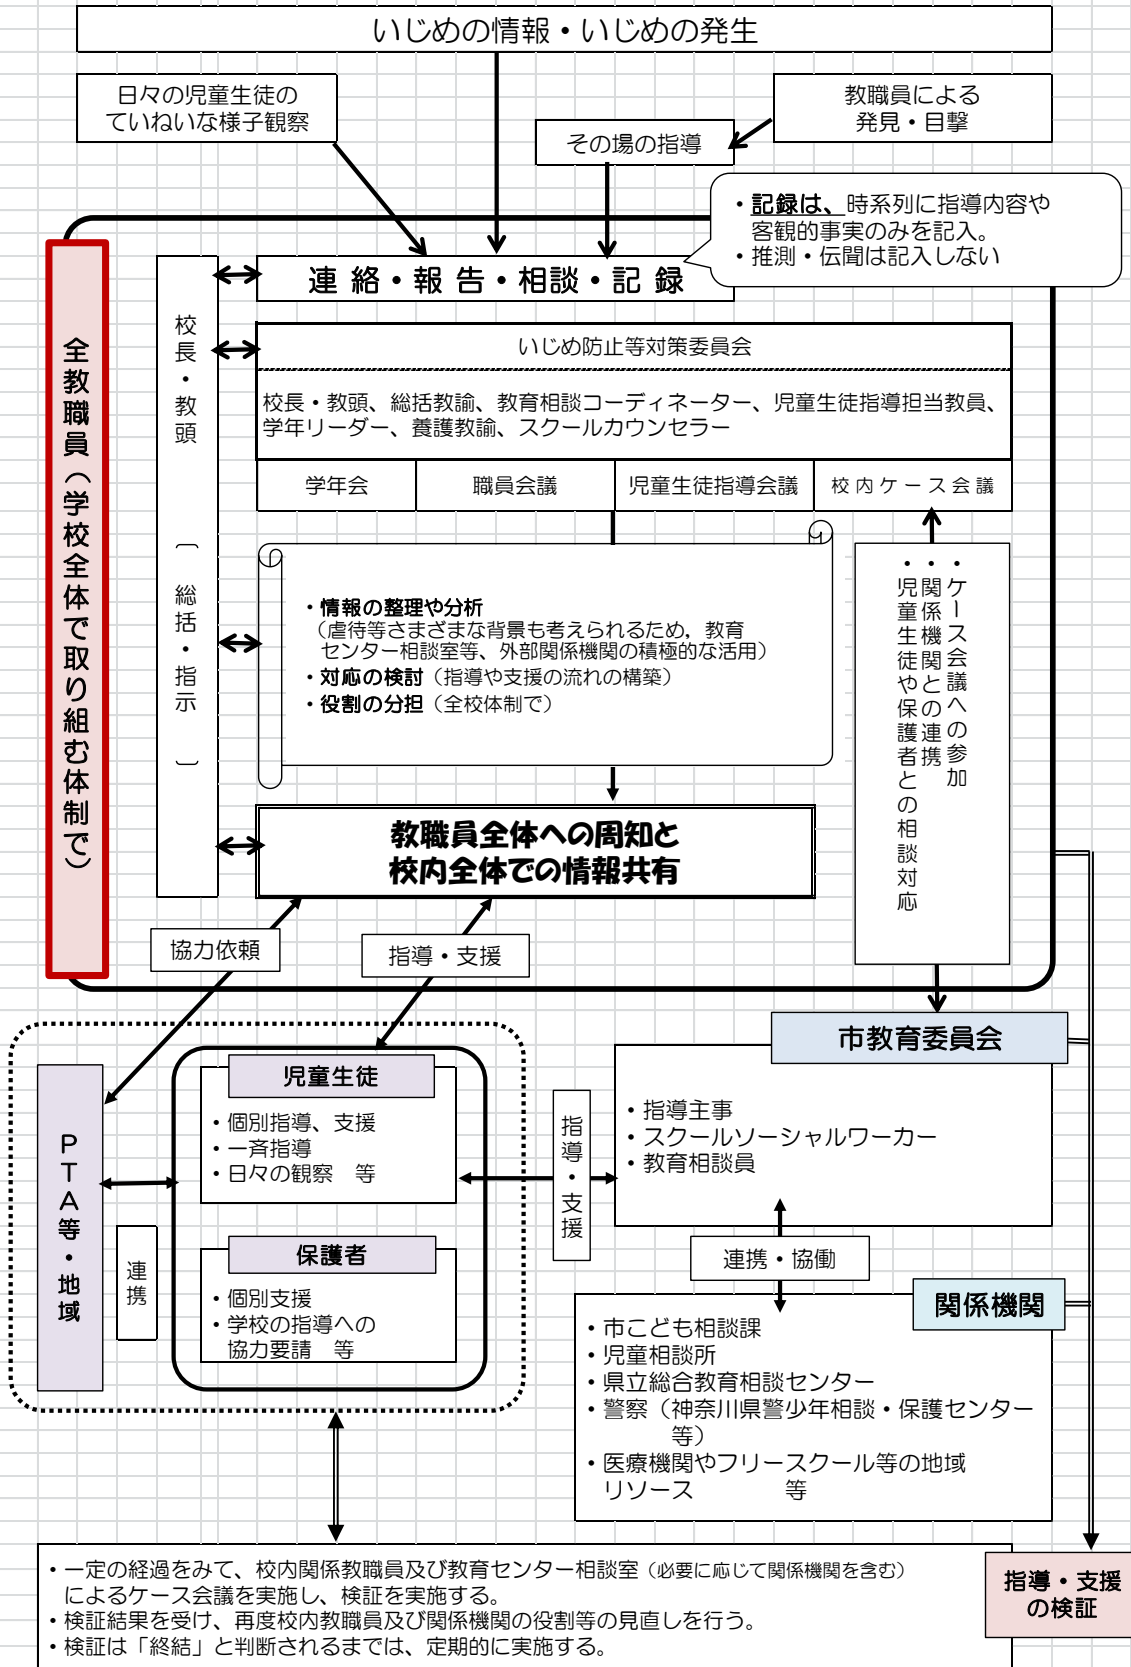 いじめの情報・いじめの発生
日々の児童生徒の
ていねいな様子観察
教職員による
発見・目撃
その場の指導
・記録は、時系列に指導内容や
客観的事実のみを記入。
・推測・伝聞は記入しない
連絡・報告・相談・記録
全教職員（学校全体で取り組む体制で）
校長・教頭
〔総括・指示〕
いじめ防止等対策委員会
校長・教頭、総括教諭、教育相談コーディネーター、児童生徒指導担当教員、
学年リーダー、養護教諭、スクールカウンセラー
学年会
職員会議
児童生徒指導会議
校内ケース会議
・情報の整理や分析
（虐待等さまざまな背景も考えられるため，教育
センター相談室等、外部関係機関の積極的な活用）
・対応の検討（指導や支援の流れの構築）
・役割の分担（全校体制で）
・ケース会議への参加
・関係機関との連携
・児童生徒や保護者との相談対応
教職員全体への周知と
校内全体での情報共有
協力依頼
指導・支援
市教育委員会
・指導主事
・スクールソーシャルワーカー
・教育相談員
PTA等・地域
児童生徒
・個別指導、支援
・一斉指導
・日々の観察　等
指導・支援
連携
保護者
・個別支援
・学校の指導への
協力要請　等
連携・協働
関係機関
・市こども相談課
・児童相談所
・県立総合教育相談センター
・警察（神奈川県警少年相談・保護センター
等）
・医療機関やフリースクール等の地域
リソース　　　　等
・一定の経過をみて、校内関係教職員及び教育センター相談室（必要に応じて関係機関を含む）
によるケース会議を実施し、検証を実施する。
・検証結果を受け、再度校内教職員及び関係機関の役割等の見直しを行う。
・検証は「終結」と判断されるまでは、定期的に実施する。
指導・支援
の検証